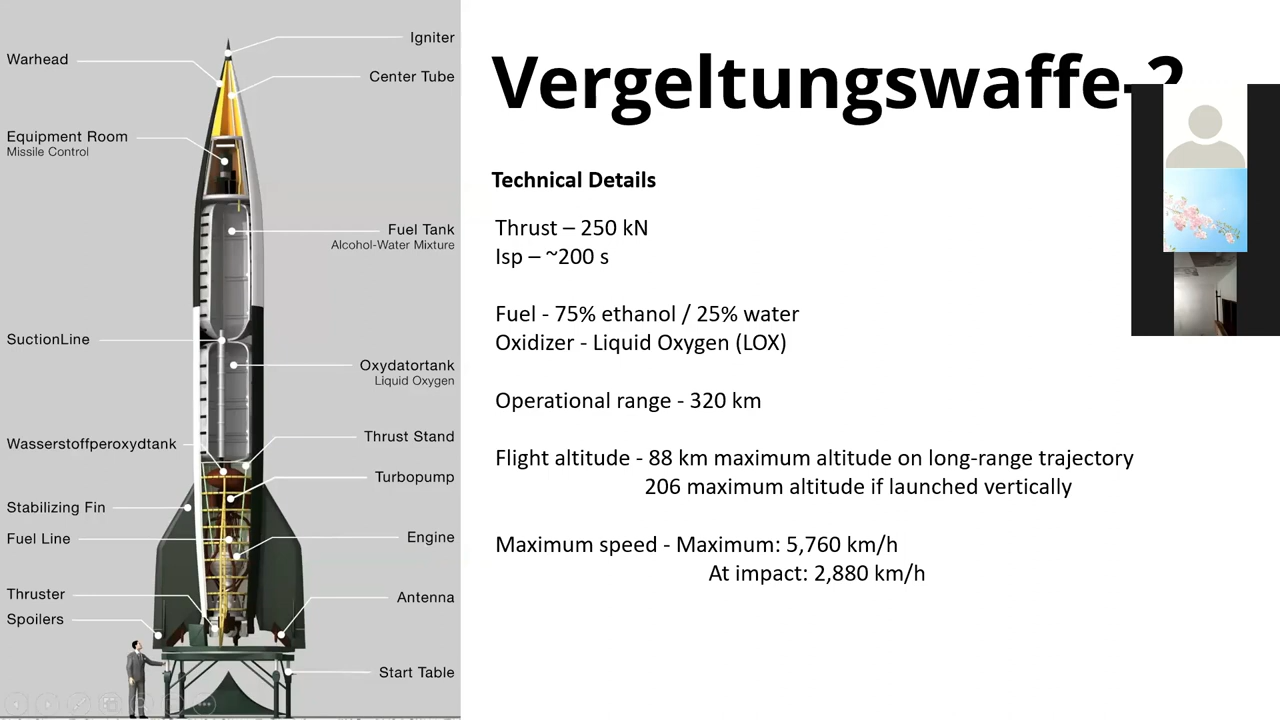 Igniter
Warhead
Center Tube
Equipment Room
Missile Control
Fuel Tank
Alcohol-Water Mixture
SuctionLine
Oxydatortank
Liquid Oxygen
Wasserstoffperoxydtank
Thrust Stand
Turbopump
Stabilizing Fin
Fuel Line
Engine
Thruster
Antenna
Spoilers
Start Table
Vergeltungswaffe-2
Technical Details
Thrust – 250 kN
Isp – ~200 s
Fuel - 75% ethanol / 25% water
Oxidizer - Liquid Oxygen (LOX)
Operational range - 320 km
Flight altitude - 88 km maximum altitude on long-range trajectory
206 maximum altitude if launched vertically
Maximum speed - Maximum: 5,760 km/h
At impact: 2,880 km/h